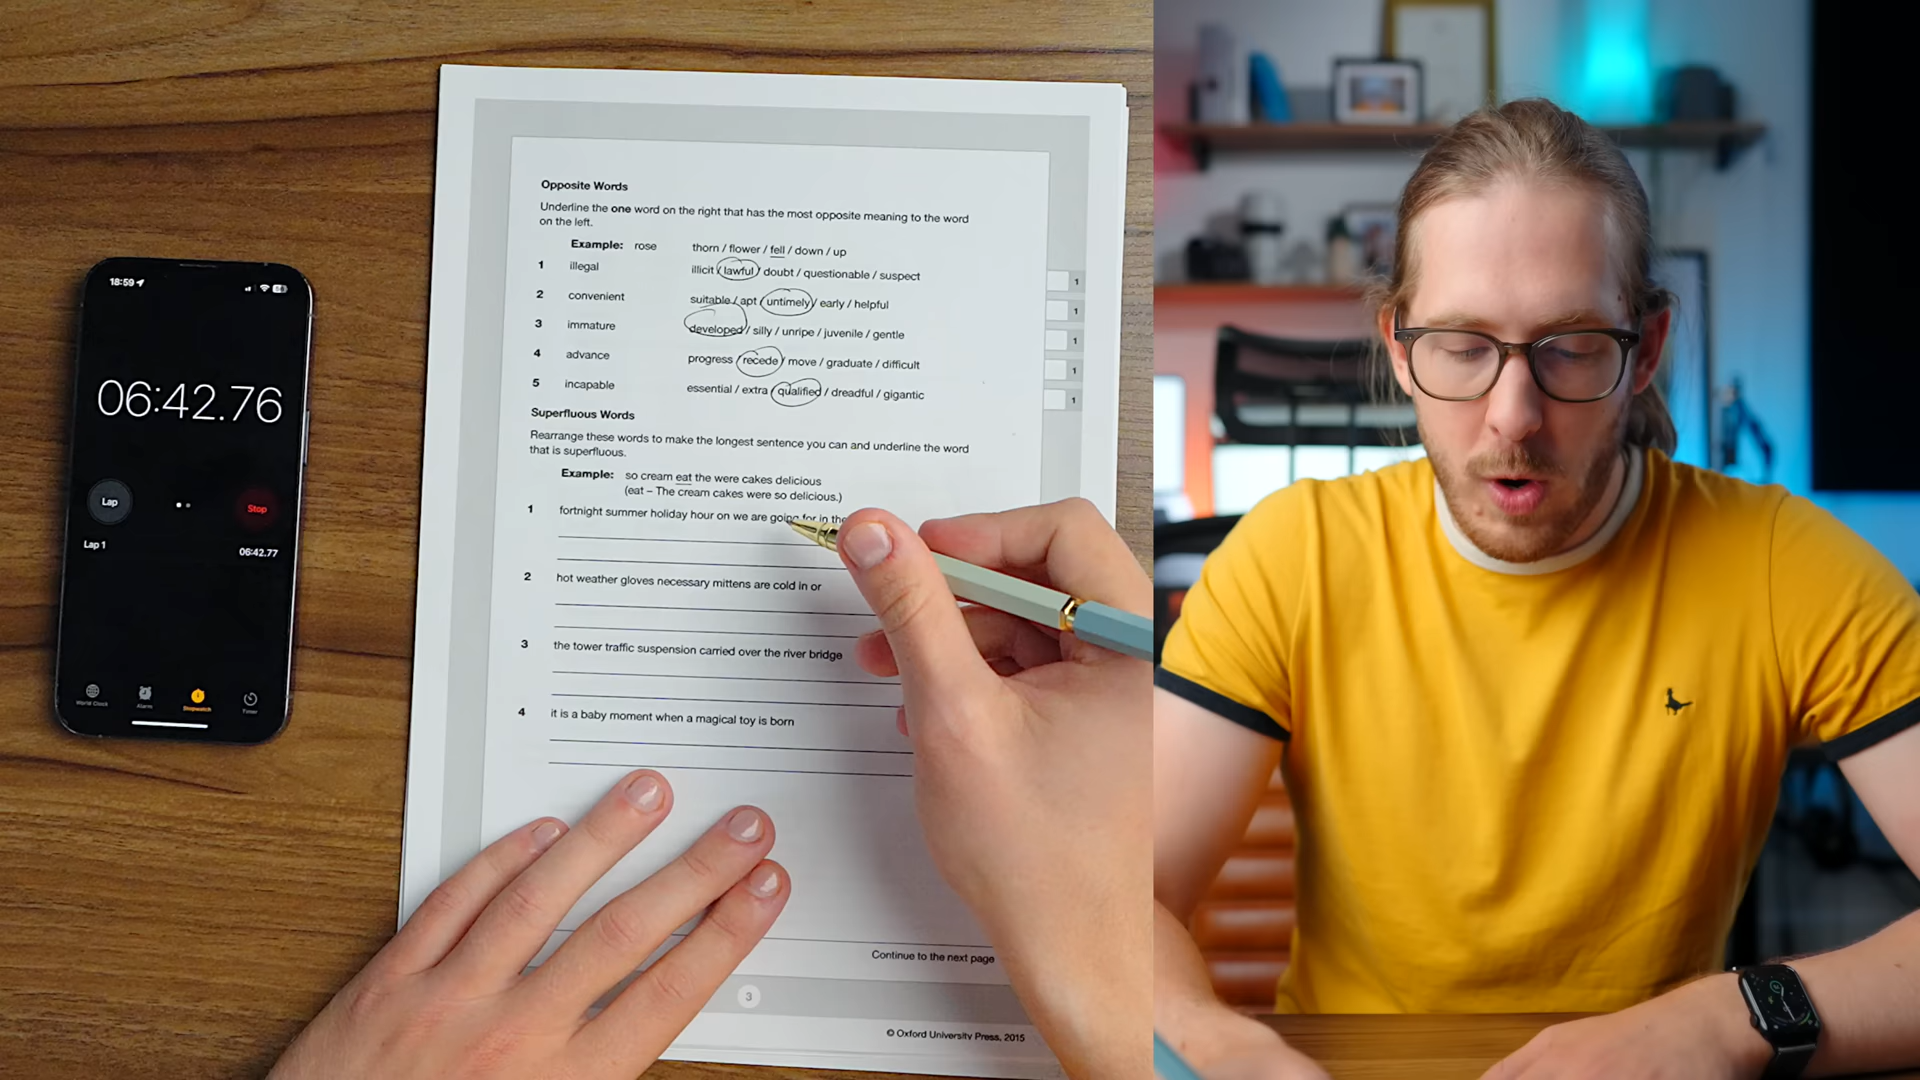 18:59
06:42.76
Lap
Stop
Lap 1
06:42.77
World Clock
Alarm
Stopwatch
Timer
Opposite Words
Underline the one word on the right that has the most opposite meaning to the word
on the left.
Example: rose thorn / flower / fell / down / up
1 illegal illicit / lawful / doubt / questionable / suspect
1
2 convenient suitable / apt / untimely / early / helpful
1
3 immature developed / silly / unripe / juvenile / gentle
1
4 advance progress / recede / move / graduate / difficult
1
5 incapable essential / extra / qualified / dreadful / gigantic
1
Superfluous Words
Rearrange these words to make the longest sentence you can and underline the word
that is superfluous.
Example: so cream eat the were cakes delicious
(eat – The cream cakes were so delicious.)
1 fortnight summer holiday hour on we are going for in the
2 hot weather gloves necessary mittens are cold in or
3 the tower traffic suspension carried over the river bridge
4 it is a baby moment when a magical toy is born
Continue to the next page
3
© Oxford University Press, 2015